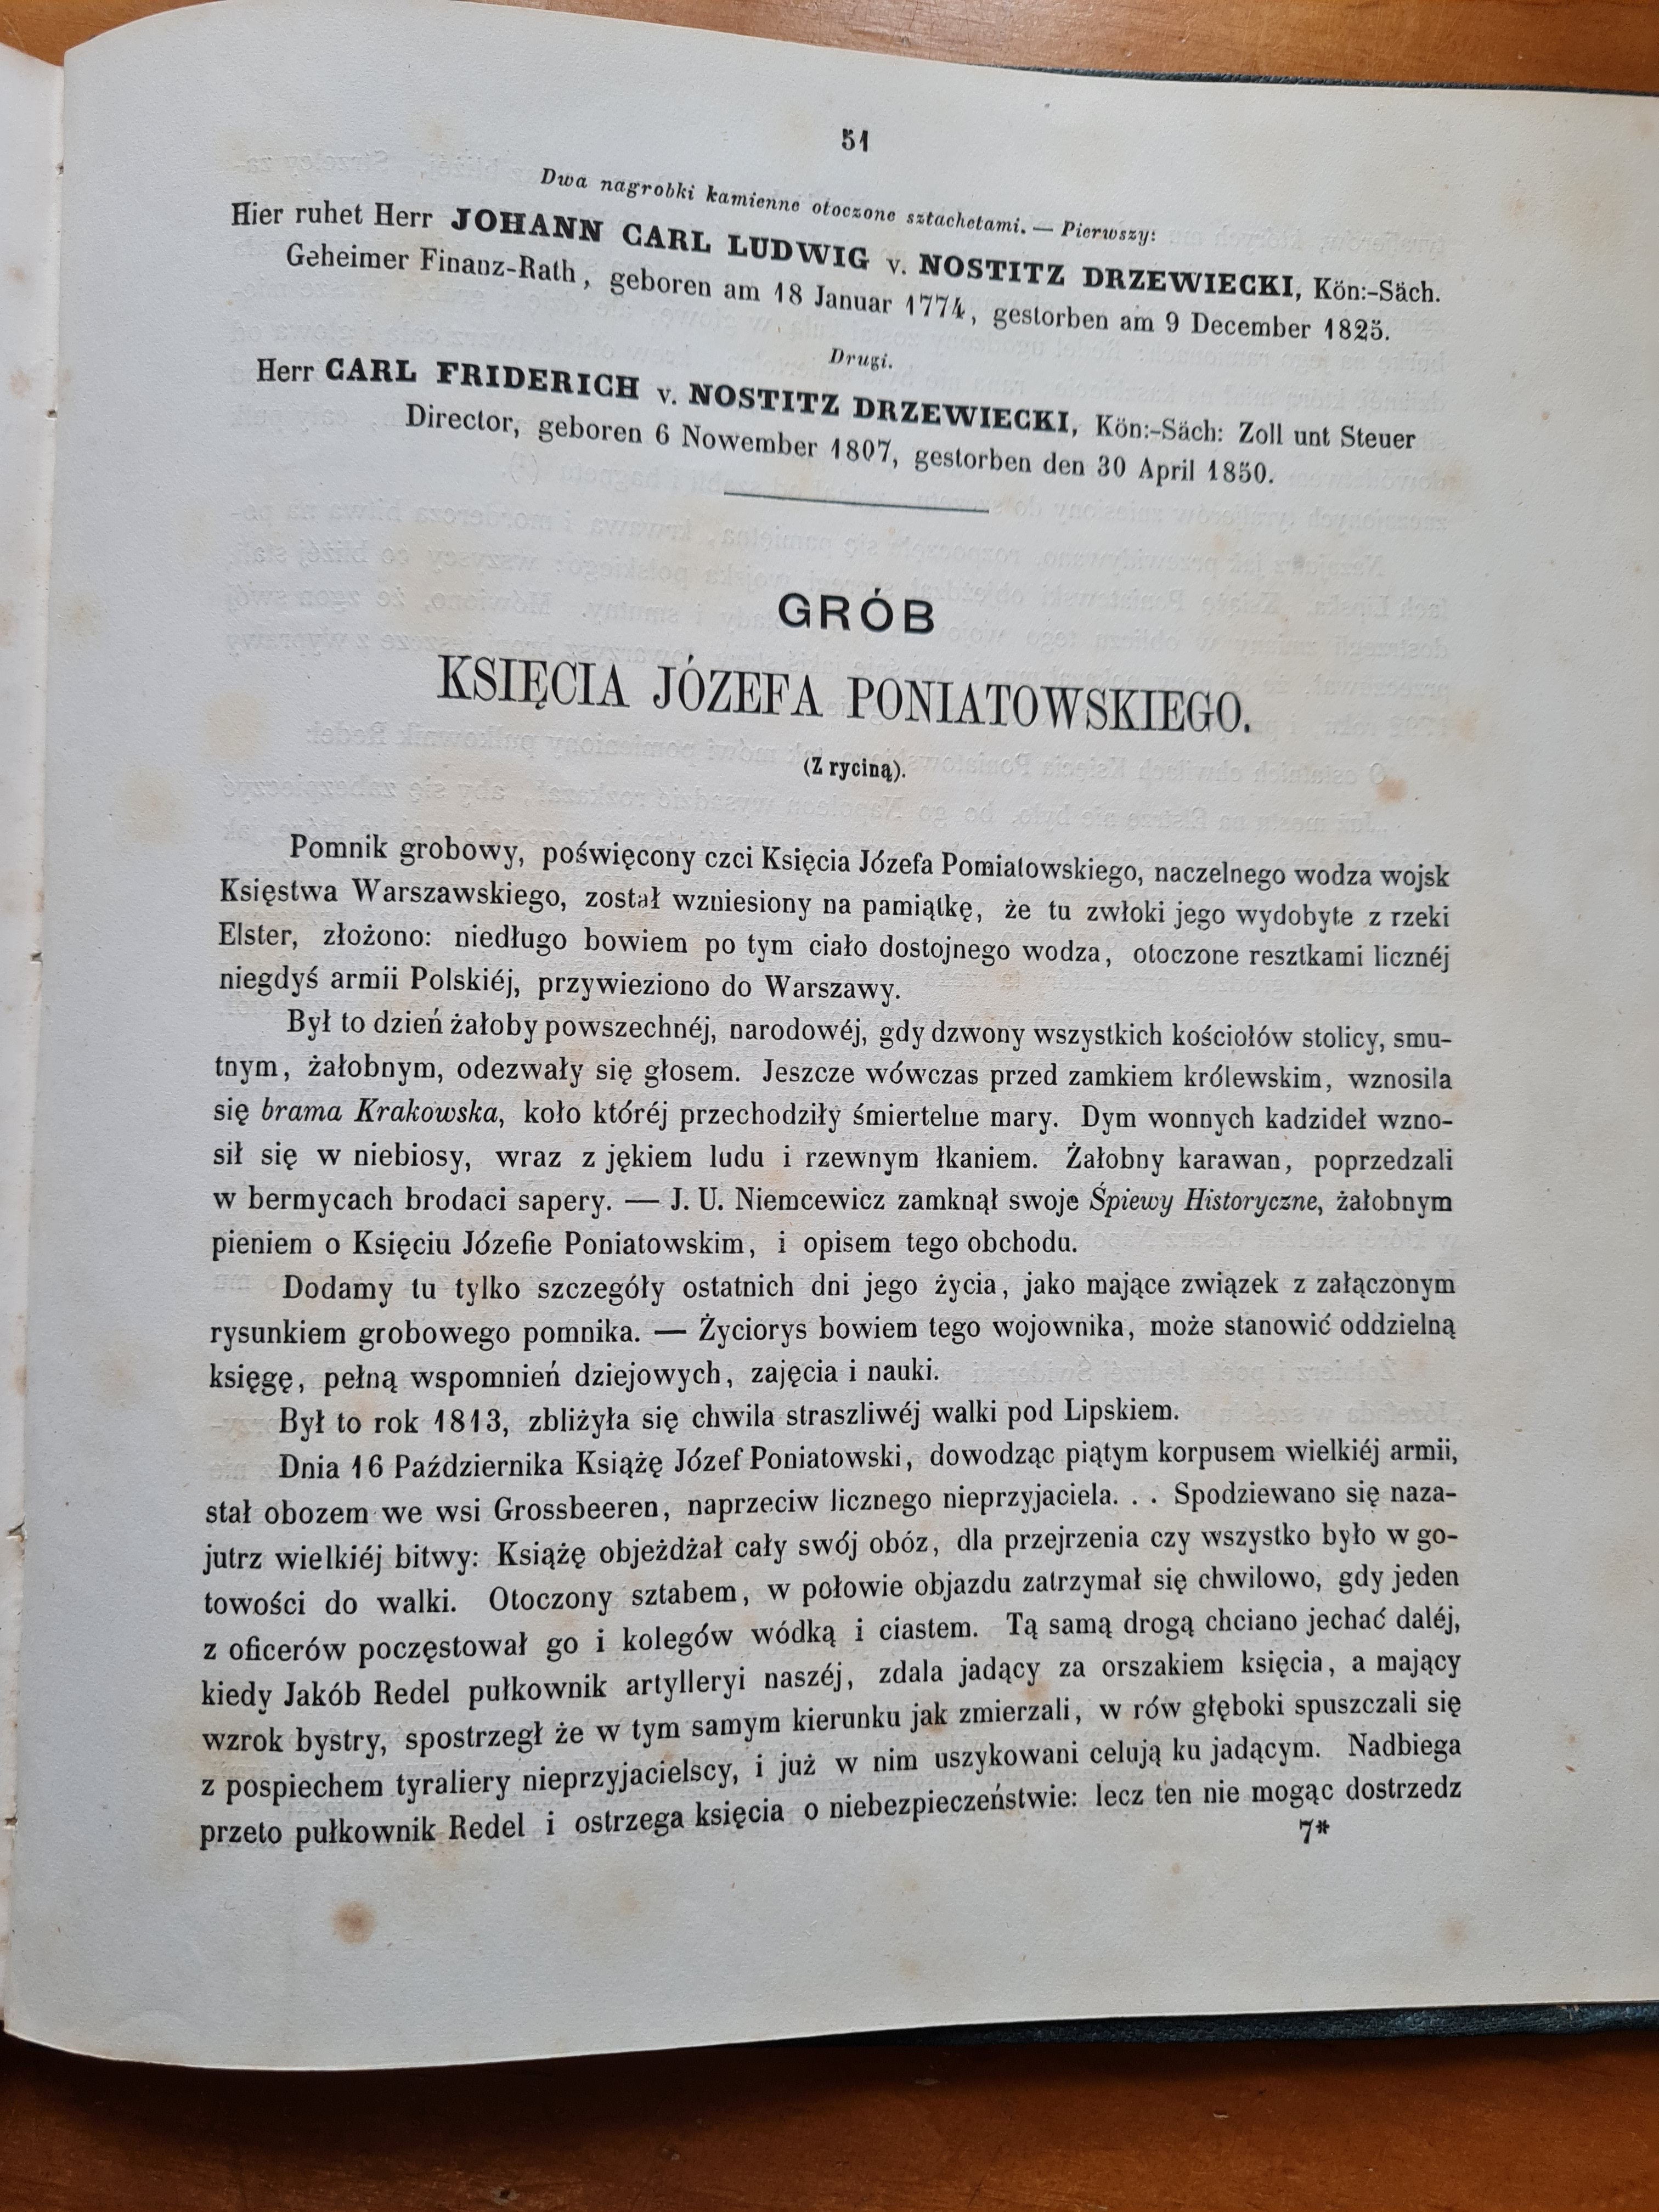 51
Dwa nagrobki kamienne otoczone sztachetami. — Pierwszy:
Hier ruhet Herr JOHANN CARL LUDWIG v. NOSTITZ DRZEWIECKI, Kön:-Säch.
Geheimer Finanz-Rath, geboren am 18 Januar 1774, gestorben am 9 December 1825.
Drugi.
Herr CARL FRIDERICH v. NOSTITZ DRZEWIECKI, Kön:-Säch: Zoll unt Steuer
Director, geboren 6 Nowember 1807, gestorben den 30 April 1850.
GRÓB
KSIĘCIA JÓZEFA PONIATOWSKIEGO.
(Z ryciną).
Pomnik grobowy, poświęcony czci Księcia Józefa Pomiatowskiego, naczelnego wodza wojsk
Księstwa Warszawskiego, został wzniesiony na pamiątkę, że tu zwłoki jego wydobyte z rzeki
Elster, złożono: niedługo bowiem po tym ciało dostojnego wodza, otoczone resztkami licznéj
niegdyś armii Polskiéj, przywieziono do Warszawy.
Był to dzień żałoby powszechnéj, narodowéj, gdy dzwony wszystkich kościołów stolicy, smu-
tnym, żałobnym, odezwały się głosem. Jeszcze wówczas przed zamkiem królewskim, wznosila
się brama Krakowska, koło któréj przechodziły śmiertelne mary. Dym wonnych kadzideł wzno-
sił się w niebiosy, wraz z jękiem ludu i rzewnym łkaniem. Żałobny karawan, poprzedzali
w bermycach brodaci sapery. — J. U. Niemcewicz zamknął swoje Śpiewy Historyczne, żałobnym
pieniem o Księciu Józefie Poniatowskim, i opisem tego obchodu.
Dodamy tu tylko szczegóły ostatnich dni jego życia, jako mające związek z załączonym
rysunkiem grobowego pomnika. — Życiorys bowiem tego wojownika, może stanowić oddzielną
księgę, pełną wspomnień dziejowych, zajęcia i nauki.
Był to rok 1813, zbliżyła się chwila straszliwéj walki pod Lipskiem.
Dnia 16 Października Książę Józef Poniatowski, dowodząc piątym korpusem wielkiéj armii,
stał obozem we wsi Grossbeeren, naprzeciw licznego nieprzyjaciela. . . Spodziewano się naza-
jutrz wielkiéj bitwy: Książę objeżdżał cały swój obóz, dla przejrzenia czy wszystko było w go-
towości do walki. Otoczony sztabem, w połowie objazdu zatrzymał się chwilowo, gdy jeden
z oficerów poczęstował go i kolegów wódką i ciastem. Tą samą drogą chciano jechać daléj,
kiedy Jakób Redel pułkownik artylleryi naszéj, zdala jadący za orszakiem księcia, a mający
wzrok bystry, spostrzegł że w tym samym kierunku jak zmierzali, w rów głęboki spuszczali się
z pospiechem tyraliery nieprzyjacielscy, i już w nim uszykowani celują ku jadącym. Nadbiega
przeto pułkownik Redel i ostrzega księcia o niebezpieczeństwie: lecz ten nie mogąc dostrzedz
7*